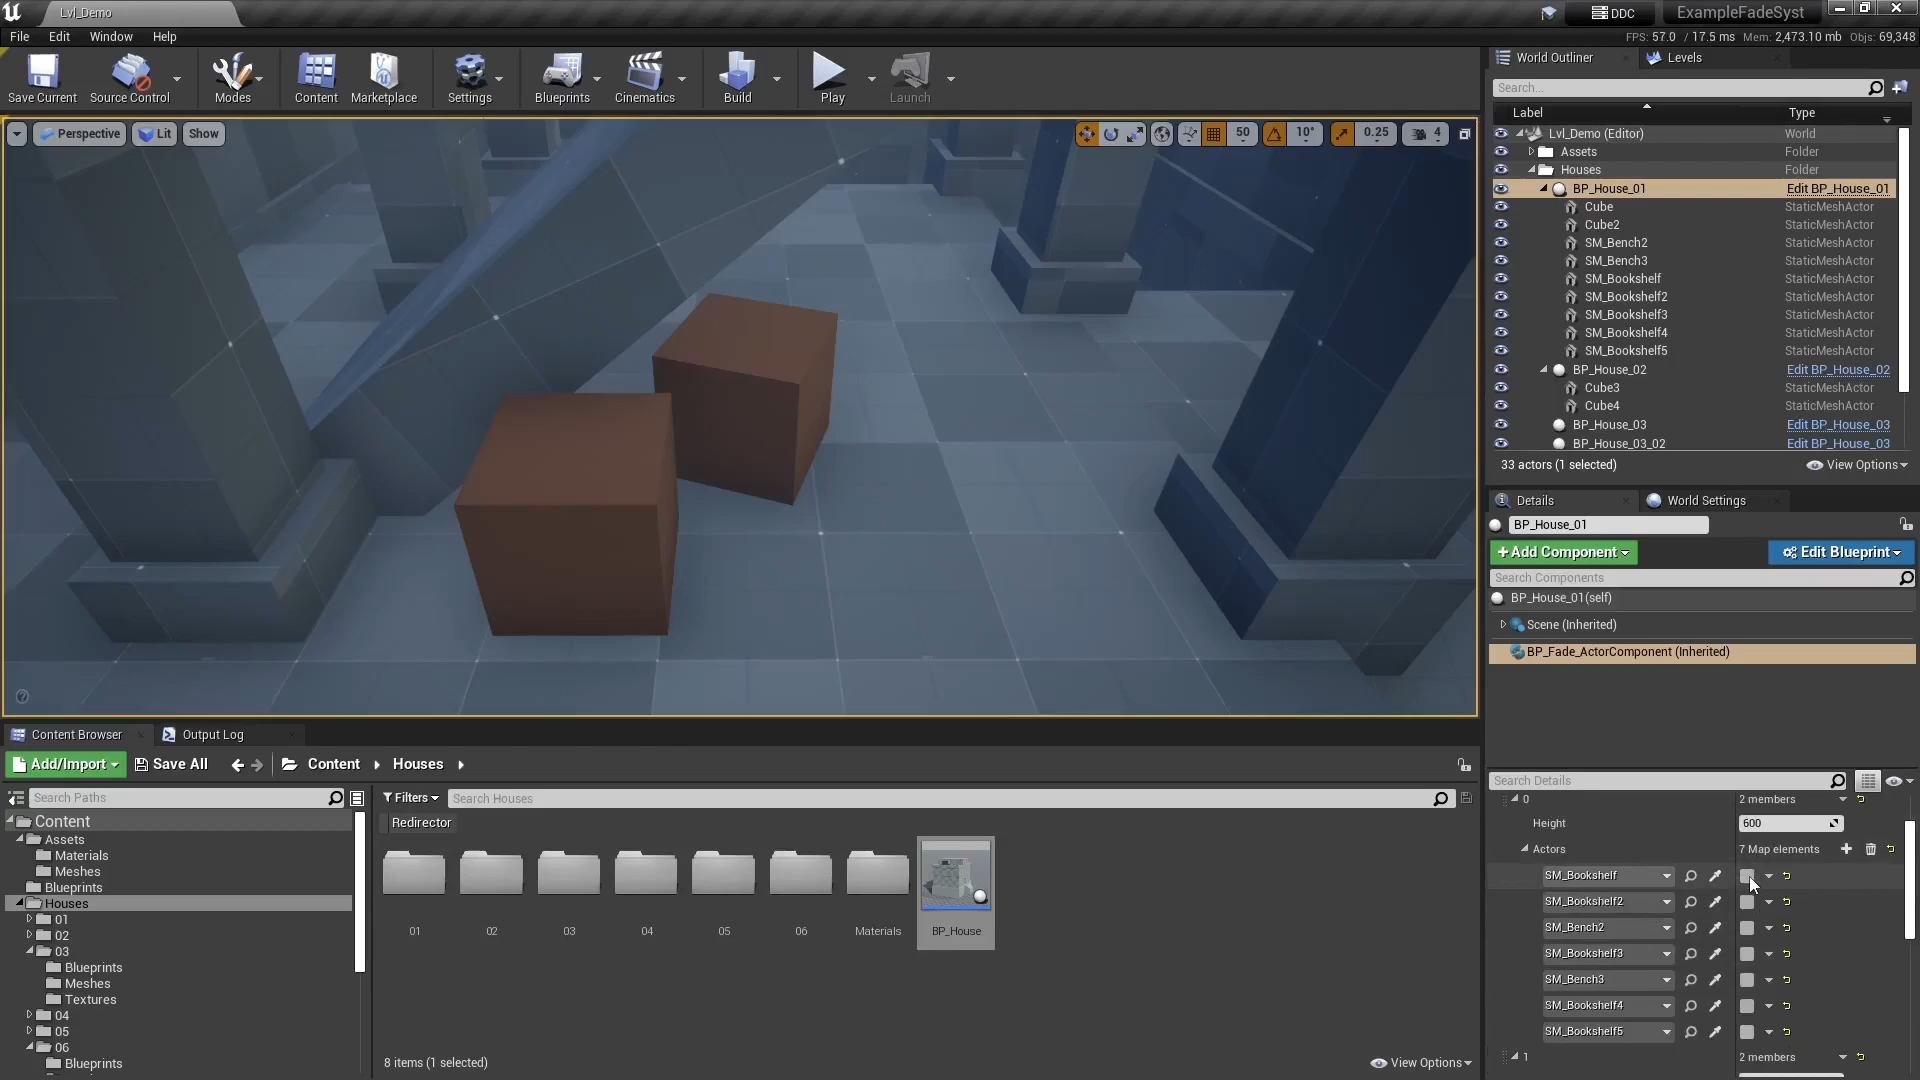 Lvl_Demo
DDC
ExampleFadeSyst
File Edit Window Help
FPS: 57.0 / 17.5 ms Mem: 2,473.10 mb Objs: 69,348
Save Current
Source Control
Modes
Content
Marketplace
Settings
Blueprints
Cinematics
Build
Play
Launch
Perspective
Lit
Show
50
10°
0.25
4
World Outliner
Levels
Search...
Label Type
Lvl_Demo (Editor) World
Assets Folder
Houses Folder
BP_House_01 Edit BP_House_01
Cube StaticMeshActor
Cube2 StaticMeshActor
SM_Bench2 StaticMeshActor
SM_Bench3 StaticMeshActor
SM_Bookshelf StaticMeshActor
SM_Bookshelf2 StaticMeshActor
SM_Bookshelf3 StaticMeshActor
SM_Bookshelf4 StaticMeshActor
SM_Bookshelf5 StaticMeshActor
BP_House_02 Edit BP_House_02
Cube3 StaticMeshActor
Cube4 StaticMeshActor
BP_House_03 Edit BP_House_03
BP_House_03_02 Edit BP_House_03
33 actors (1 selected)
View Options
Details
World Settings
BP_House_01
+Add Component
Edit Blueprint
Search Components
BP_House_01(self)
Scene (Inherited)
BP_Fade_ActorComponent (Inherited)
Search Details
0 2 members
Height 600
Actors 7 Map elements
SM_Bookshelf
SM_Bookshelf2
SM_Bench2
SM_Bookshelf3
SM_Bench3
SM_Bookshelf4
SM_Bookshelf5
1 2 members
Content Browser
Output Log
Add/Import
Save All
Content
Houses
Search Paths
Filters
Search Houses
Redirector
Content
Assets
Materials
Meshes
Blueprints
Houses
01
02
03
Blueprints
Meshes
Textures
04
05
06
Blueprints
01
02
03
04
05
06
Materials
BP_House
8 items (1 selected)
View Options